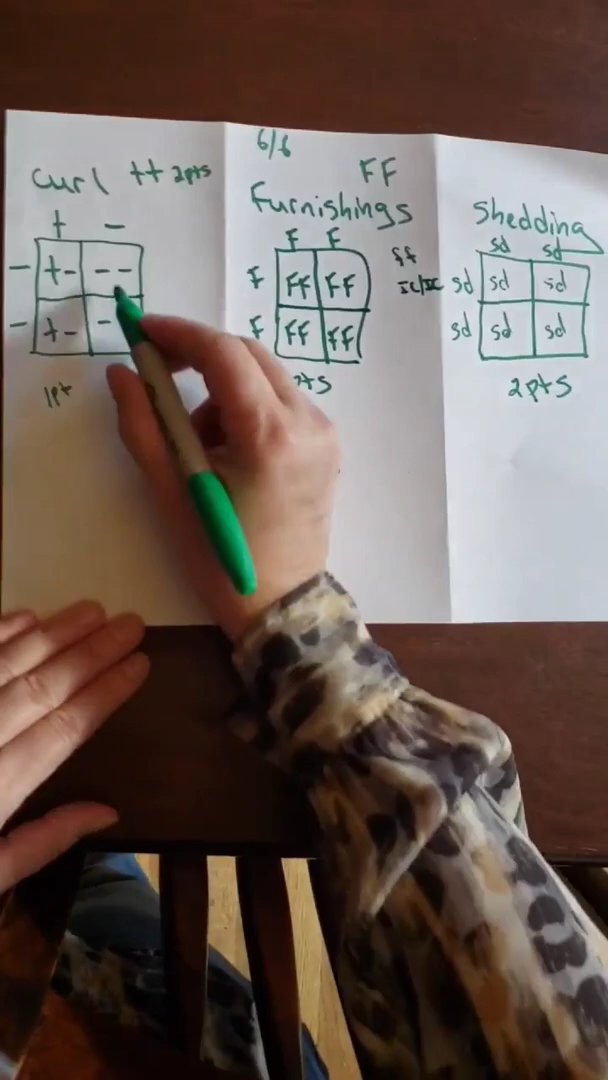 6/6
Curl ++ 2pts
FF
Furnishings
Shedding
+ -
- +- --
- +- -
1pt
F F
F FF FF
F FF FF
ff
sd sd
sd sd sd
sd sd sd
2pts